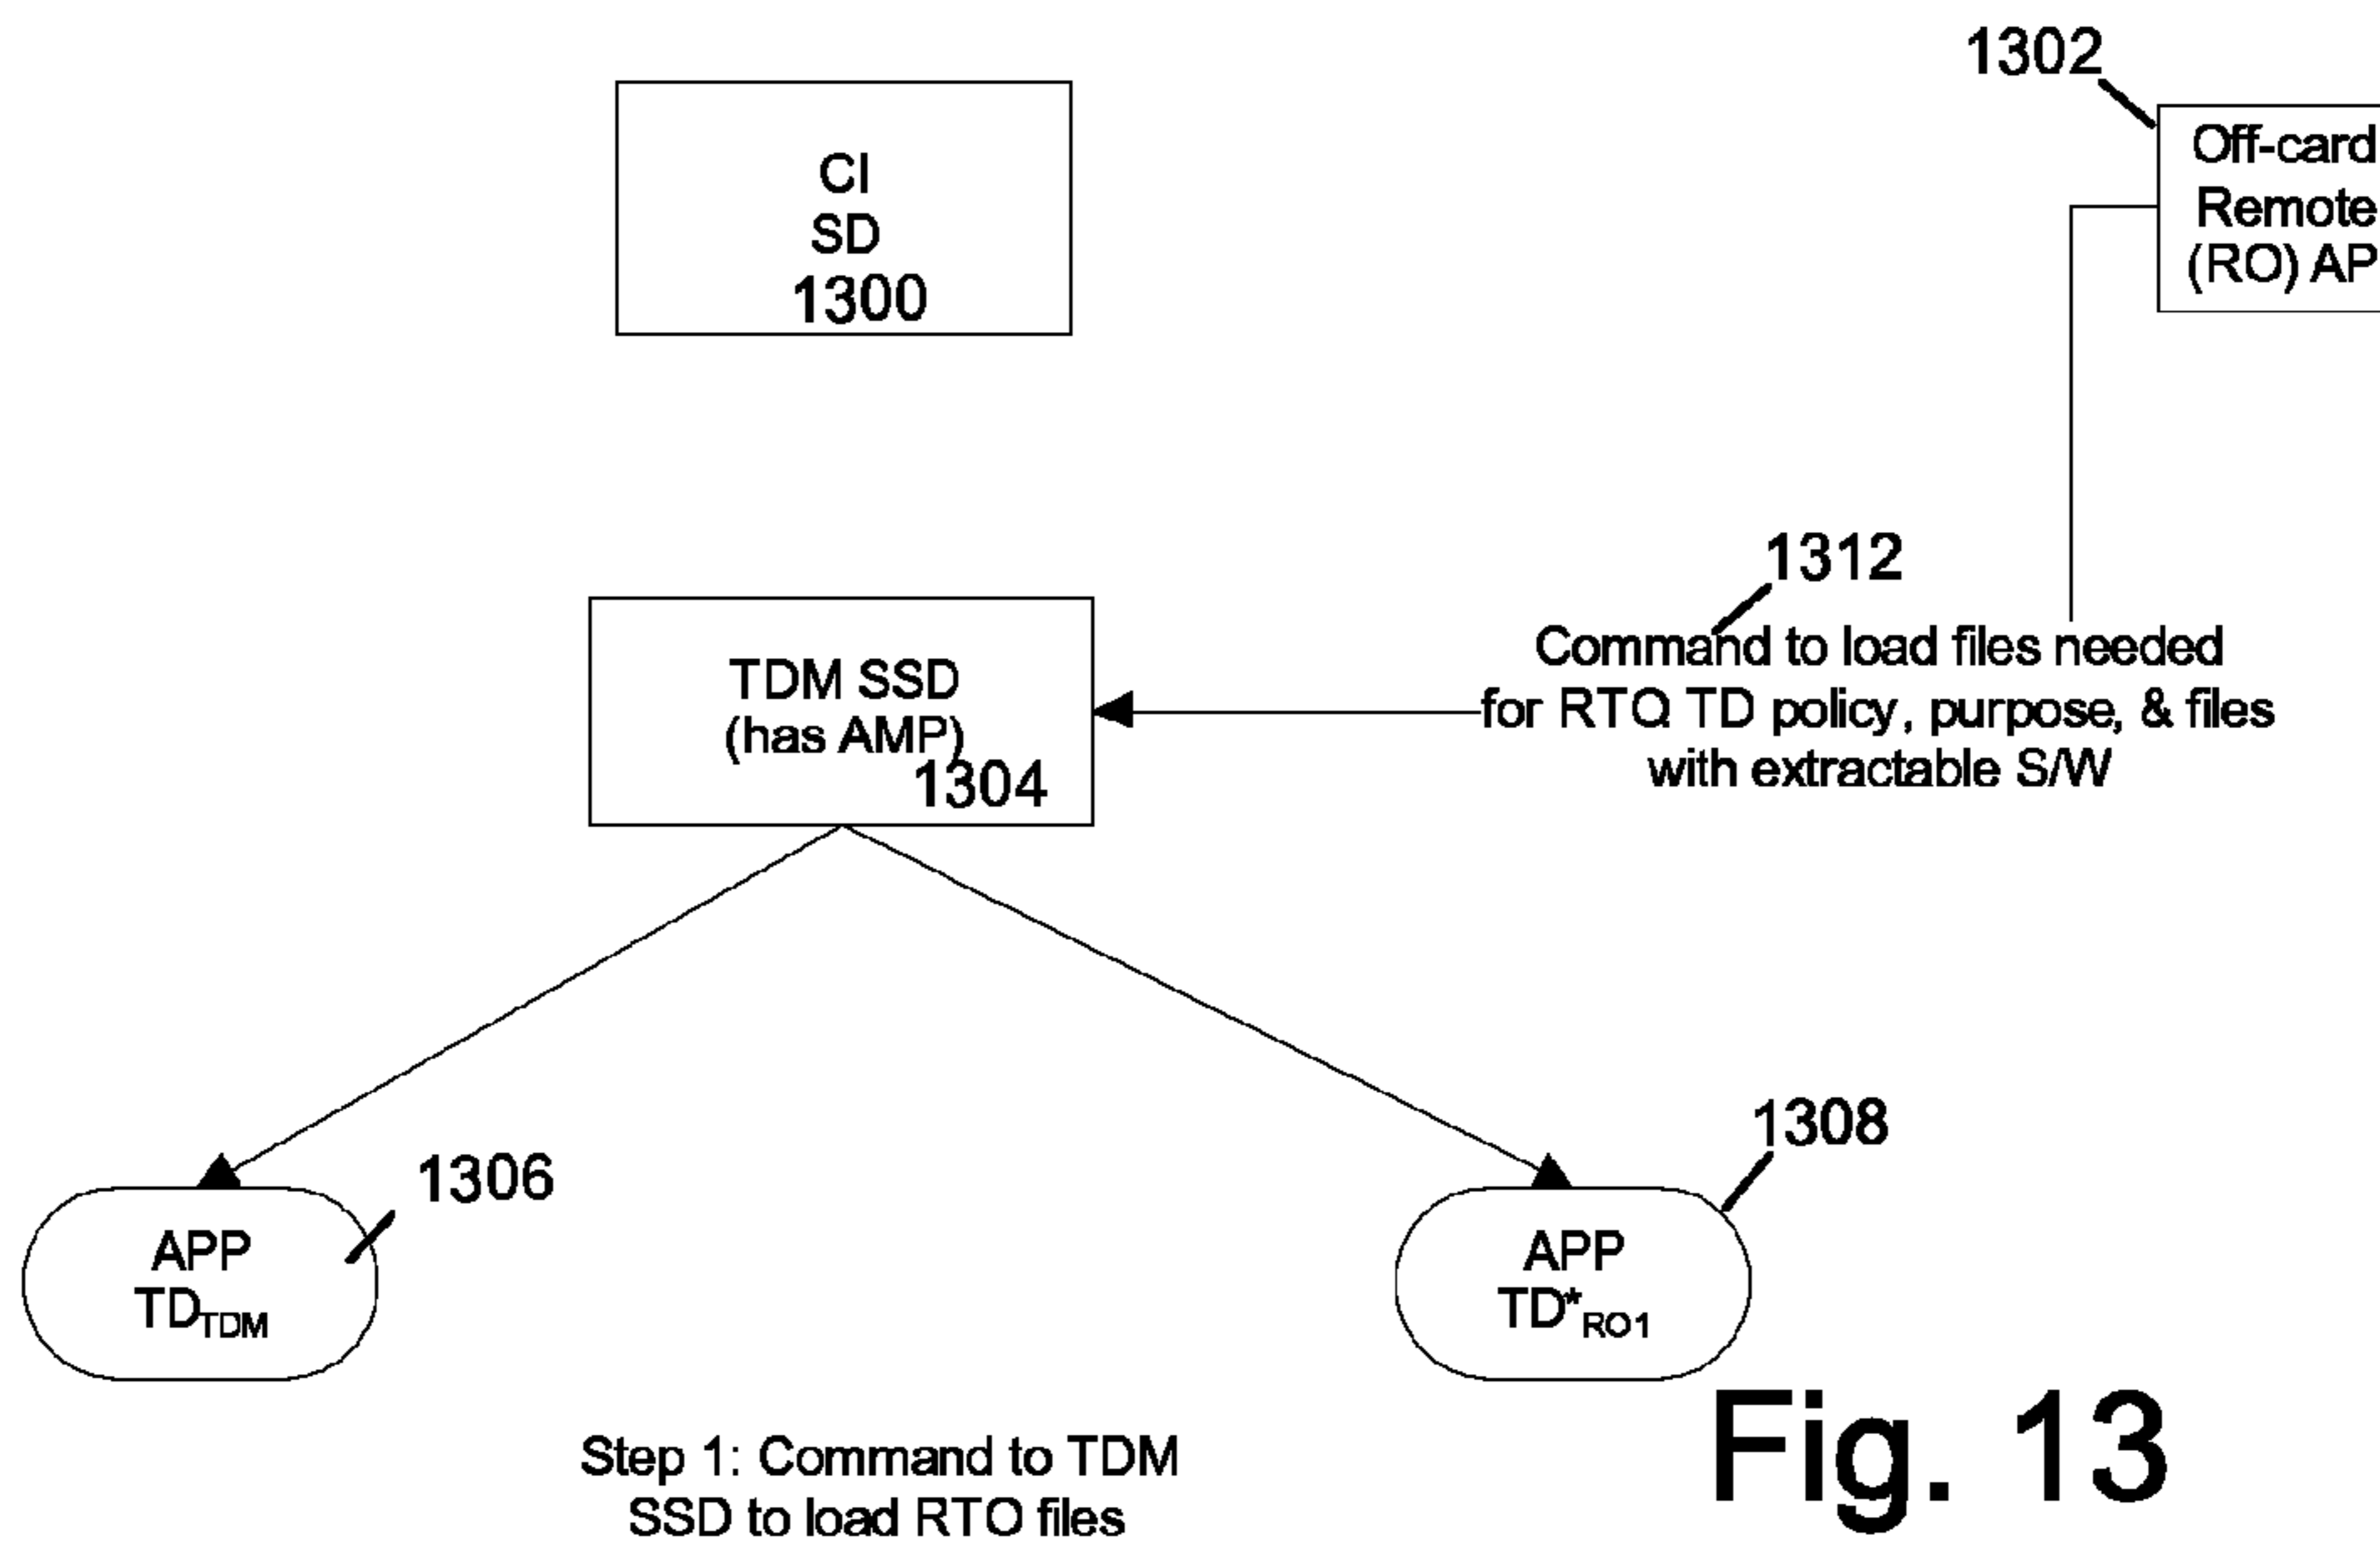 1302
Off-card
Remote
(RO) AP
CI
SD
1300
1312
Command to load files needed
for RTQ TD policy, purpose, & files
with extractable S/W
TDM SSD
(has AMP)
1304
1306
APP
TDTDM
1308
APP
TD*RO1
Step 1: Command to TDM
SSD to load RTO files
Fig. 13